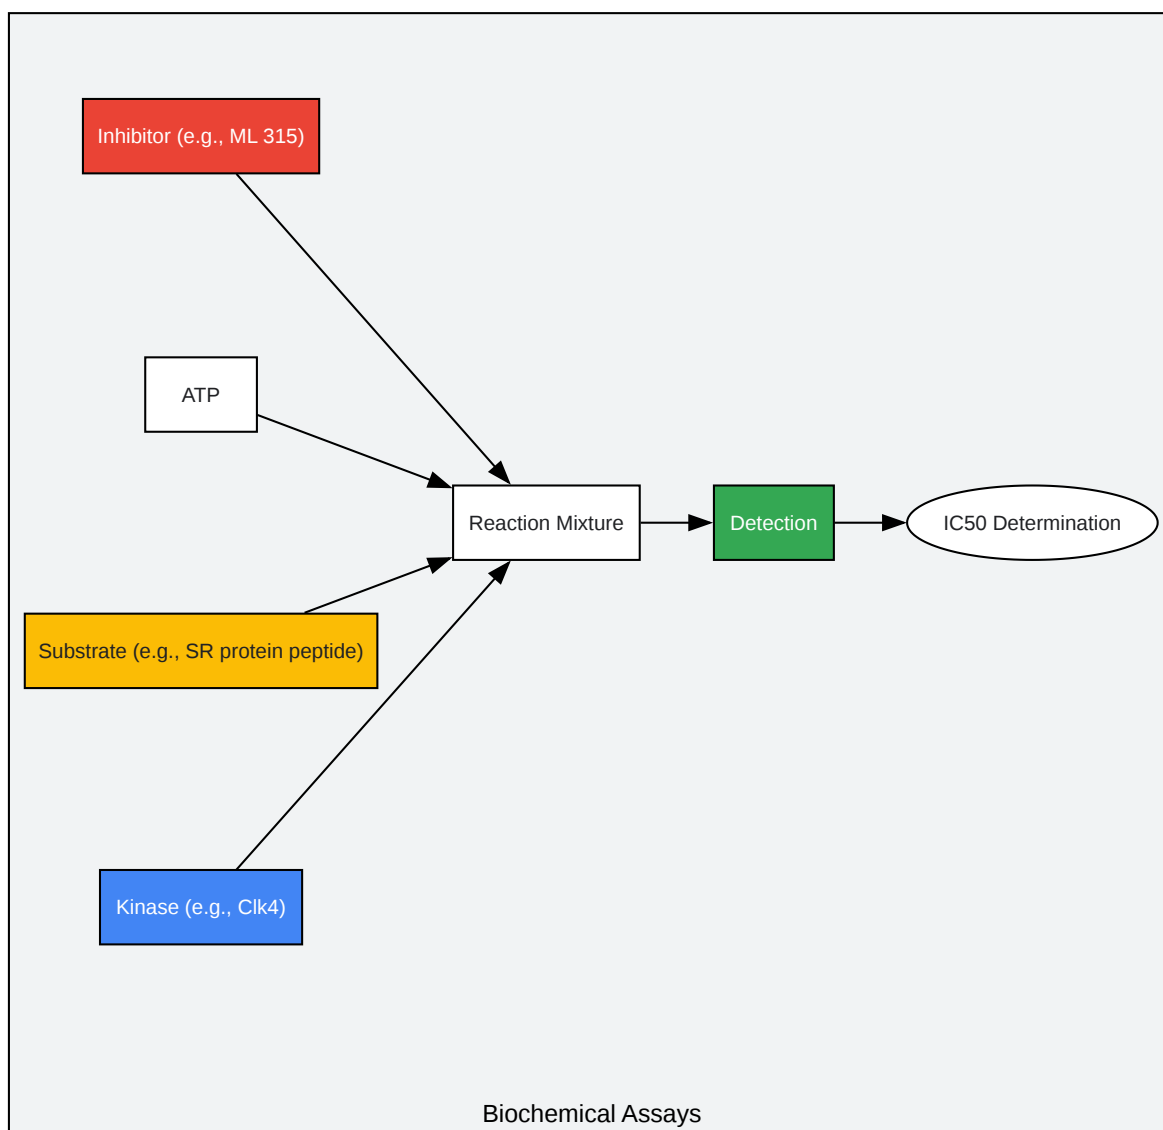 Inhibitor (e.g., ML 315)
ATP
Reaction Mixture
Detection
IC50 Determination
Substrate (e.g., SR protein peptide)
Kinase (e.g., Clk4)
Biochemical Assays